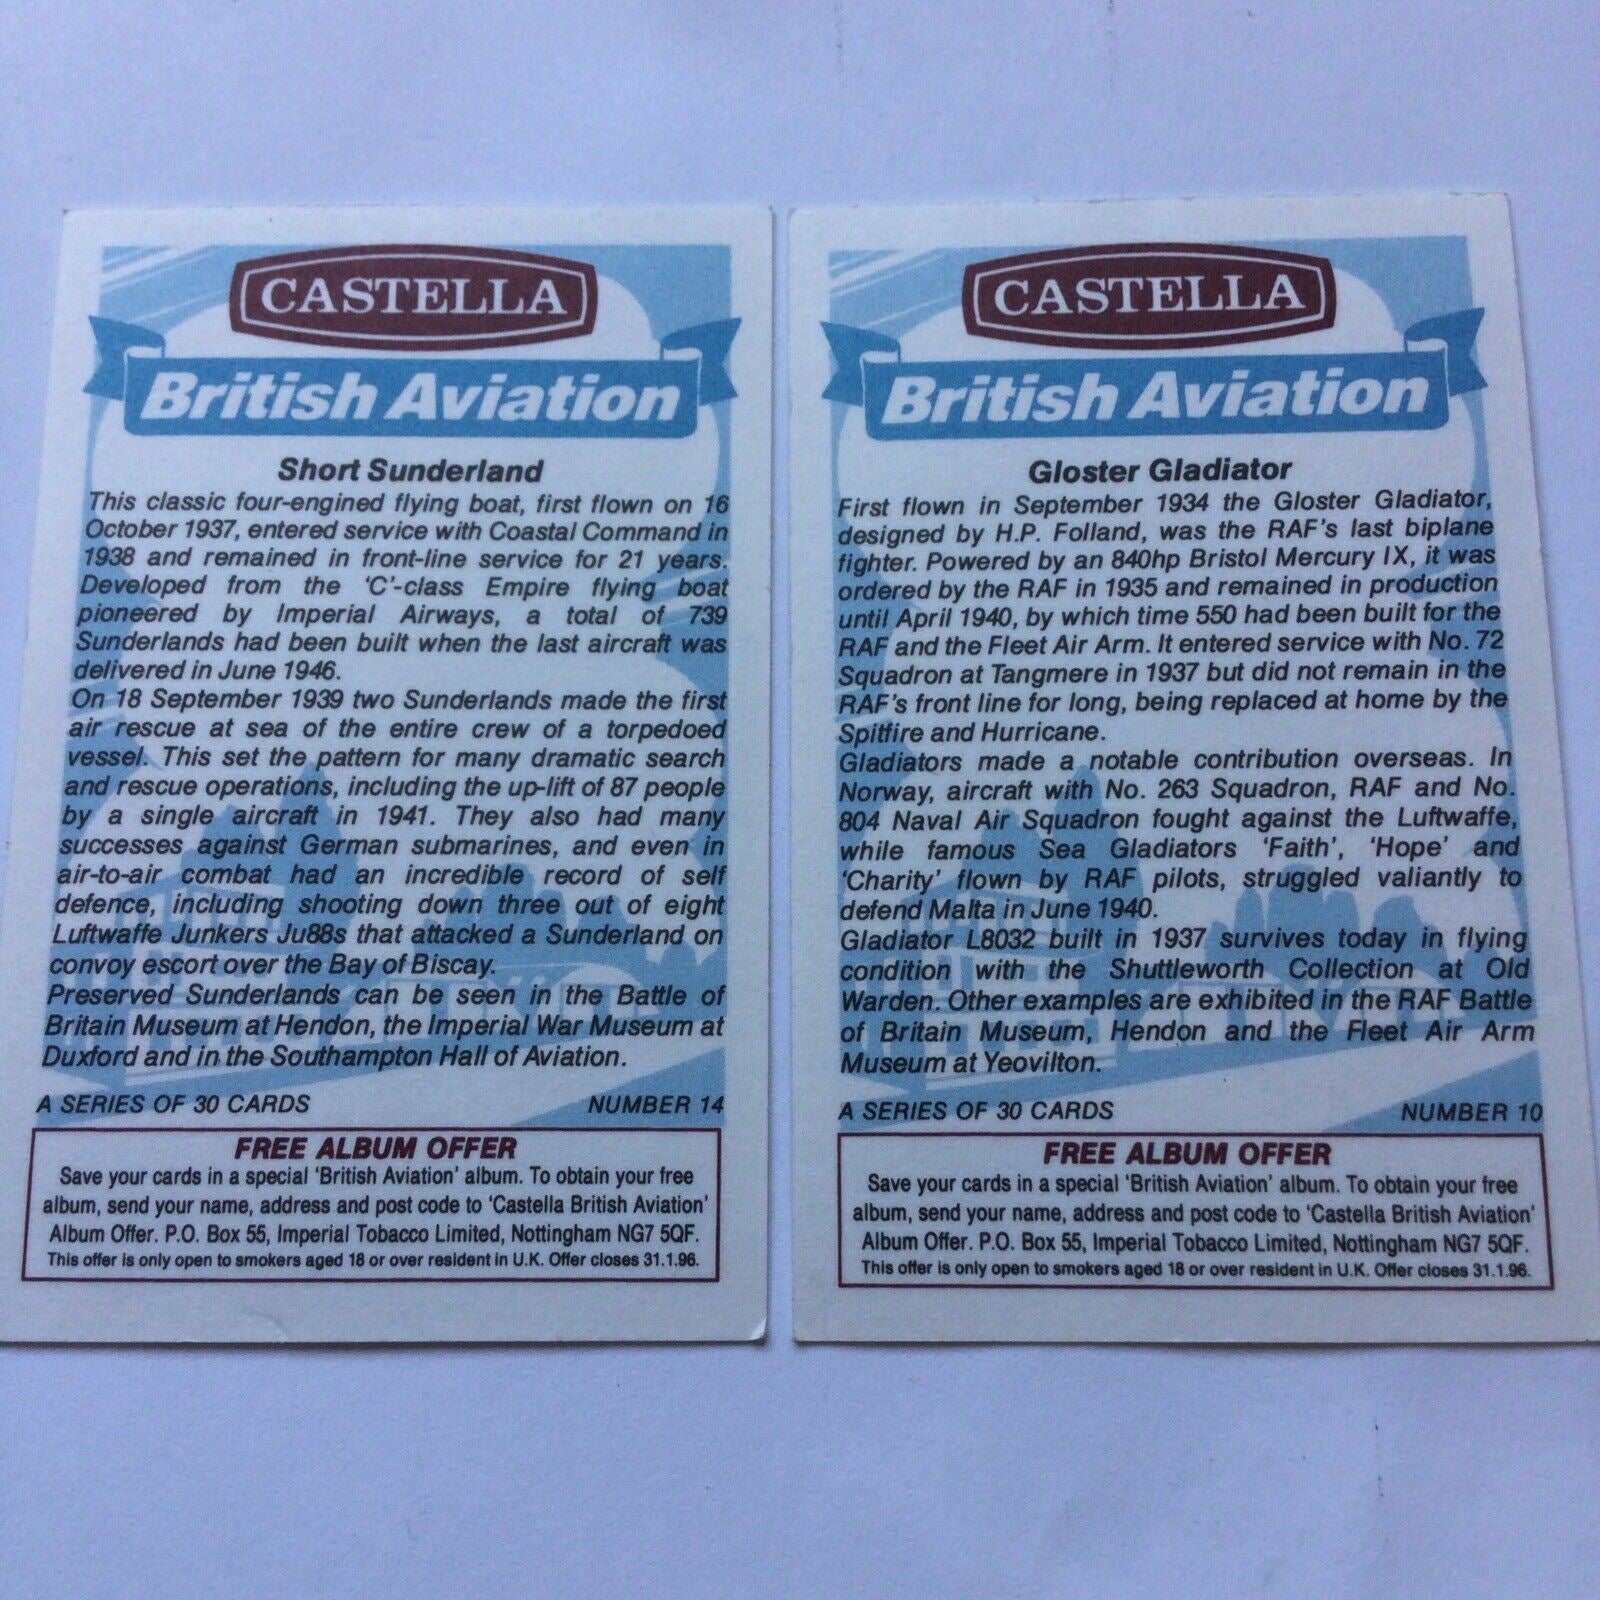 CASTELLA
British Aviation
Short Sunderland
This classic four-engined flying boat, first flown on 16
October 1937, entered service with Coastal Command in
1938 and remained in front-line service for 21 years.
Developed from the 'C'-class Empire flying boat
pioneered by Imperial Airways, a total of 739
Sunderlands had been built when the last aircraft was
delivered in June 1946.
On 18 September 1939 two Sunderlands made the first
air rescue at sea of the entire crew of a torpedoed
vessel. This set the pattern for many dramatic search
and rescue operations, including the up-lift of 87 people
by a single aircraft in 1941. They also had many
successes against German submarines, and even in
air-to-air combat had an incredible record of self
defence, including shooting down three out of eight
Luftwaffe Junkers Ju88s that attacked a Sunderland on
convoy escort over the Bay of Biscay.
Preserved Sunderlands can be seen in the Battle of
Britain Museum at Hendon, the Imperial War Museum at
Duxford and in the Southampton Hall of Aviation.
A SERIES OF 30 CARDS NUMBER 14
FREE ALBUM OFFER
Save your cards in a special 'British Aviation' album. To obtain your free
album, send your name, address and post code to 'Castella British Aviation'
Album Offer. P.O. Box 55, Imperial Tobacco Limited, Nottingham NG7 5QF.
This offer is only open to smokers aged 18 or over resident in U.K. Offer closes 31.1.96.
CASTELLA
British Aviation
Gloster Gladiator
First flown in September 1934 the Gloster Gladiator,
designed by H.P. Folland, was the RAF's last biplane
fighter. Powered by an 840hp Bristol Mercury IX, it was
ordered by the RAF in 1935 and remained in production
until April 1940, by which time 550 had been built for the
RAF and the Fleet Air Arm. It entered service with No. 72
Squadron at Tangmere in 1937 but did not remain in the
RAF's front line for long, being replaced at home by the
Spitfire and Hurricane.
Gladiators made a notable contribution overseas. In
Norway, aircraft with No. 263 Squadron, RAF and No.
804 Naval Air Squadron fought against the Luftwaffe,
while famous Sea Gladiators 'Faith', 'Hope' and
'Charity' flown by RAF pilots, struggled valiantly to
defend Malta in June 1940.
Gladiator L8032 built in 1937 survives today in flying
condition with the Shuttleworth Collection at Old
Warden. Other examples are exhibited in the RAF Battle
of Britain Museum, Hendon and the Fleet Air Arm
Museum at Yeovilton.
A SERIES OF 30 CARDS NUMBER 10
FREE ALBUM OFFER
Save your cards in a special 'British Aviation' album. To obtain your free
album, send your name, address and post code to 'Castella British Aviation'
Album Offer. P.O. Box 55, Imperial Tobacco Limited, Nottingham NG7 5QF.
This offer is only open to smokers aged 18 or over resident in U.K. Offer closes 31.1.96.